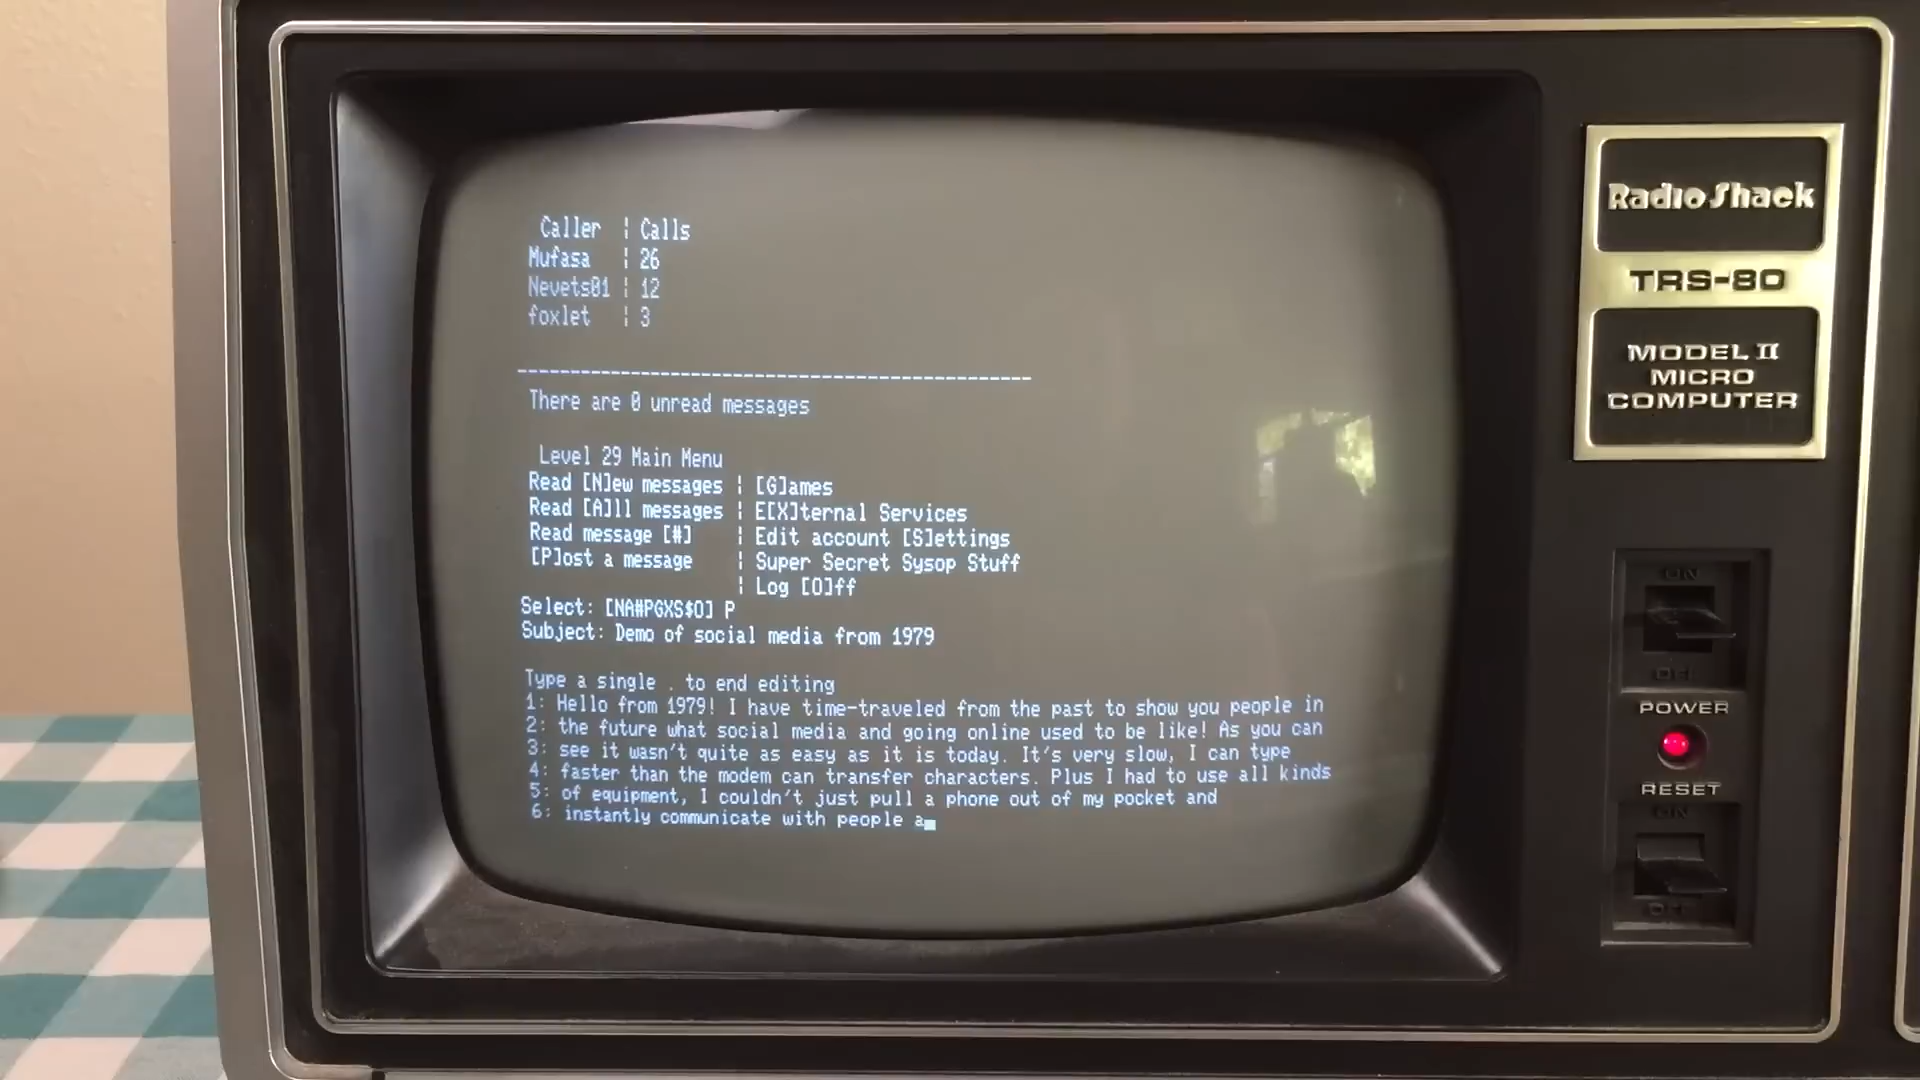 Caller ¦ Calls
Mufasa ¦ 26
Nevets01 ¦ 12
foxlet ¦ 3
----------------------------------------------------
There are 0 unread messages
Level 29 Main Menu
Read [N]ew messages ¦ [G]ames
Read [A]ll messages ¦ E[X]ternal Services
Read message [#] ¦ Edit account [S]ettings
[P]ost a message ¦ Super Secret Sysop Stuff
¦ Log [O]ff
Select: [NA#PGXS$O] P
Subject: Demo of social media from 1979
Type a single . to end editing
1: Hello from 1979! I have time-traveled from the past to show you people in
2: the future what social media and going online used to be like! As you can
3: see it wasn't quite as easy as it is today. It's very slow, I can type
4: faster than the modem can transfer characters. Plus I had to use all kinds
5: of equipment, I couldn't just pull a phone out of my pocket and
6: instantly communicate with people a
Radio Shack
TRS-80
MODEL II
MICRO
COMPUTER
ON
OFF
POWER
RESET
ON
OFF